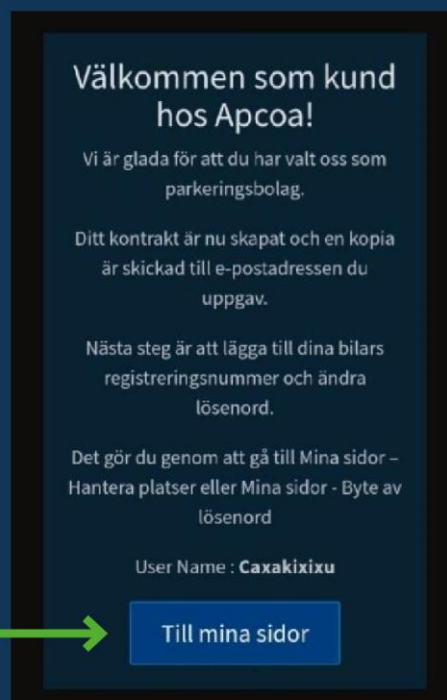 Välkommen som kund
hos Apcoa!
Vi är glada för att du har valt oss som
parkeringsbolag.
Ditt kontrakt är nu skapat och en kopia
är skickad till e-postadressen du
uppgav.
Nästa steg är att lägga till dina bilars
registreringsnummer och ändra
lösenord.
Det gör du genom att gå till Mina sidor –
Hantera platser eller Mina sidor - Byte av
lösenord
User Name : Caxakixixu
Till mina sidor